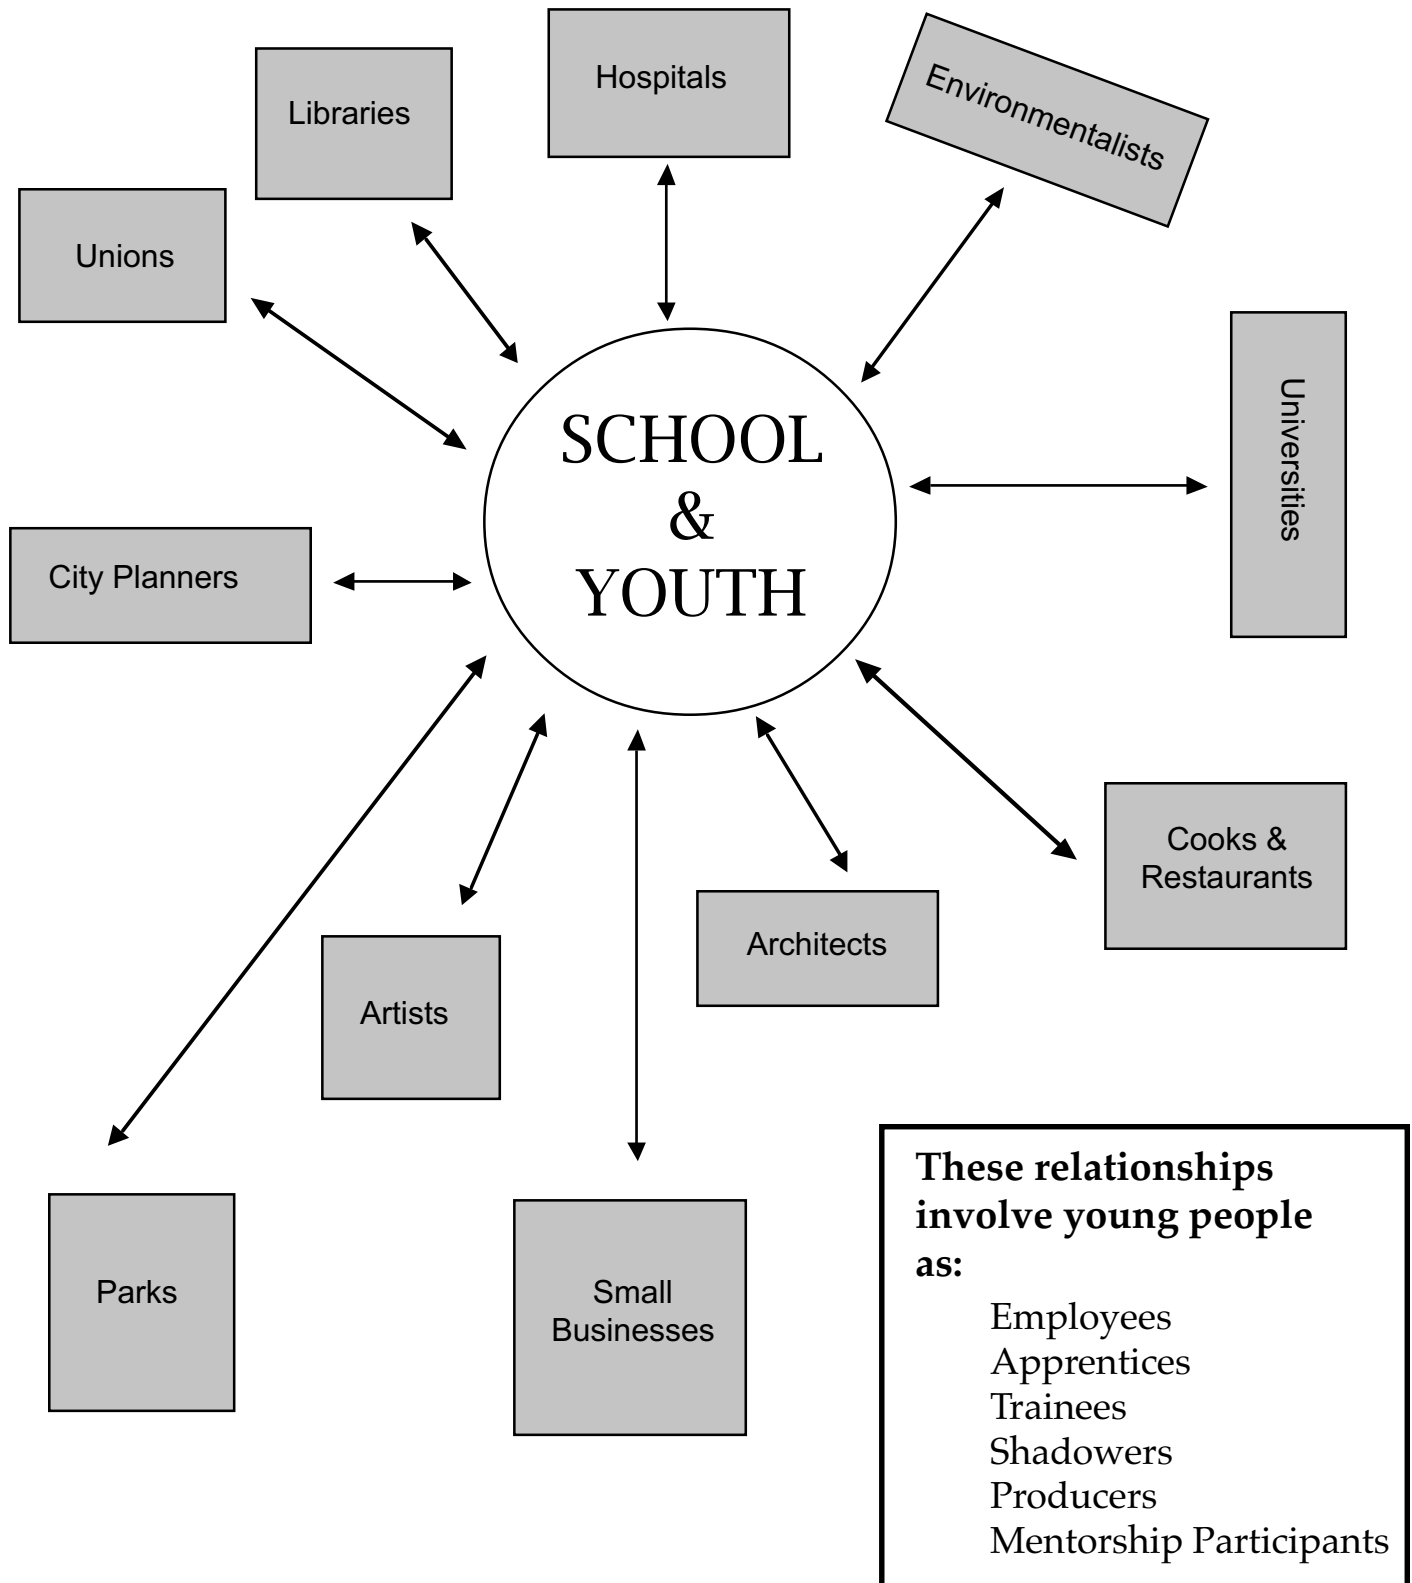 Hospitals
Libraries
Environmentalists
Unions
Universities
SCHOOL
&
YOUTH
City Planners
Cooks &
Restaurants
Architects
Artists
Parks
Small
Businesses
These relationships
involve young people
as:
Employees
Apprentices
Trainees
Shadowers
Producers
Mentorship Participants